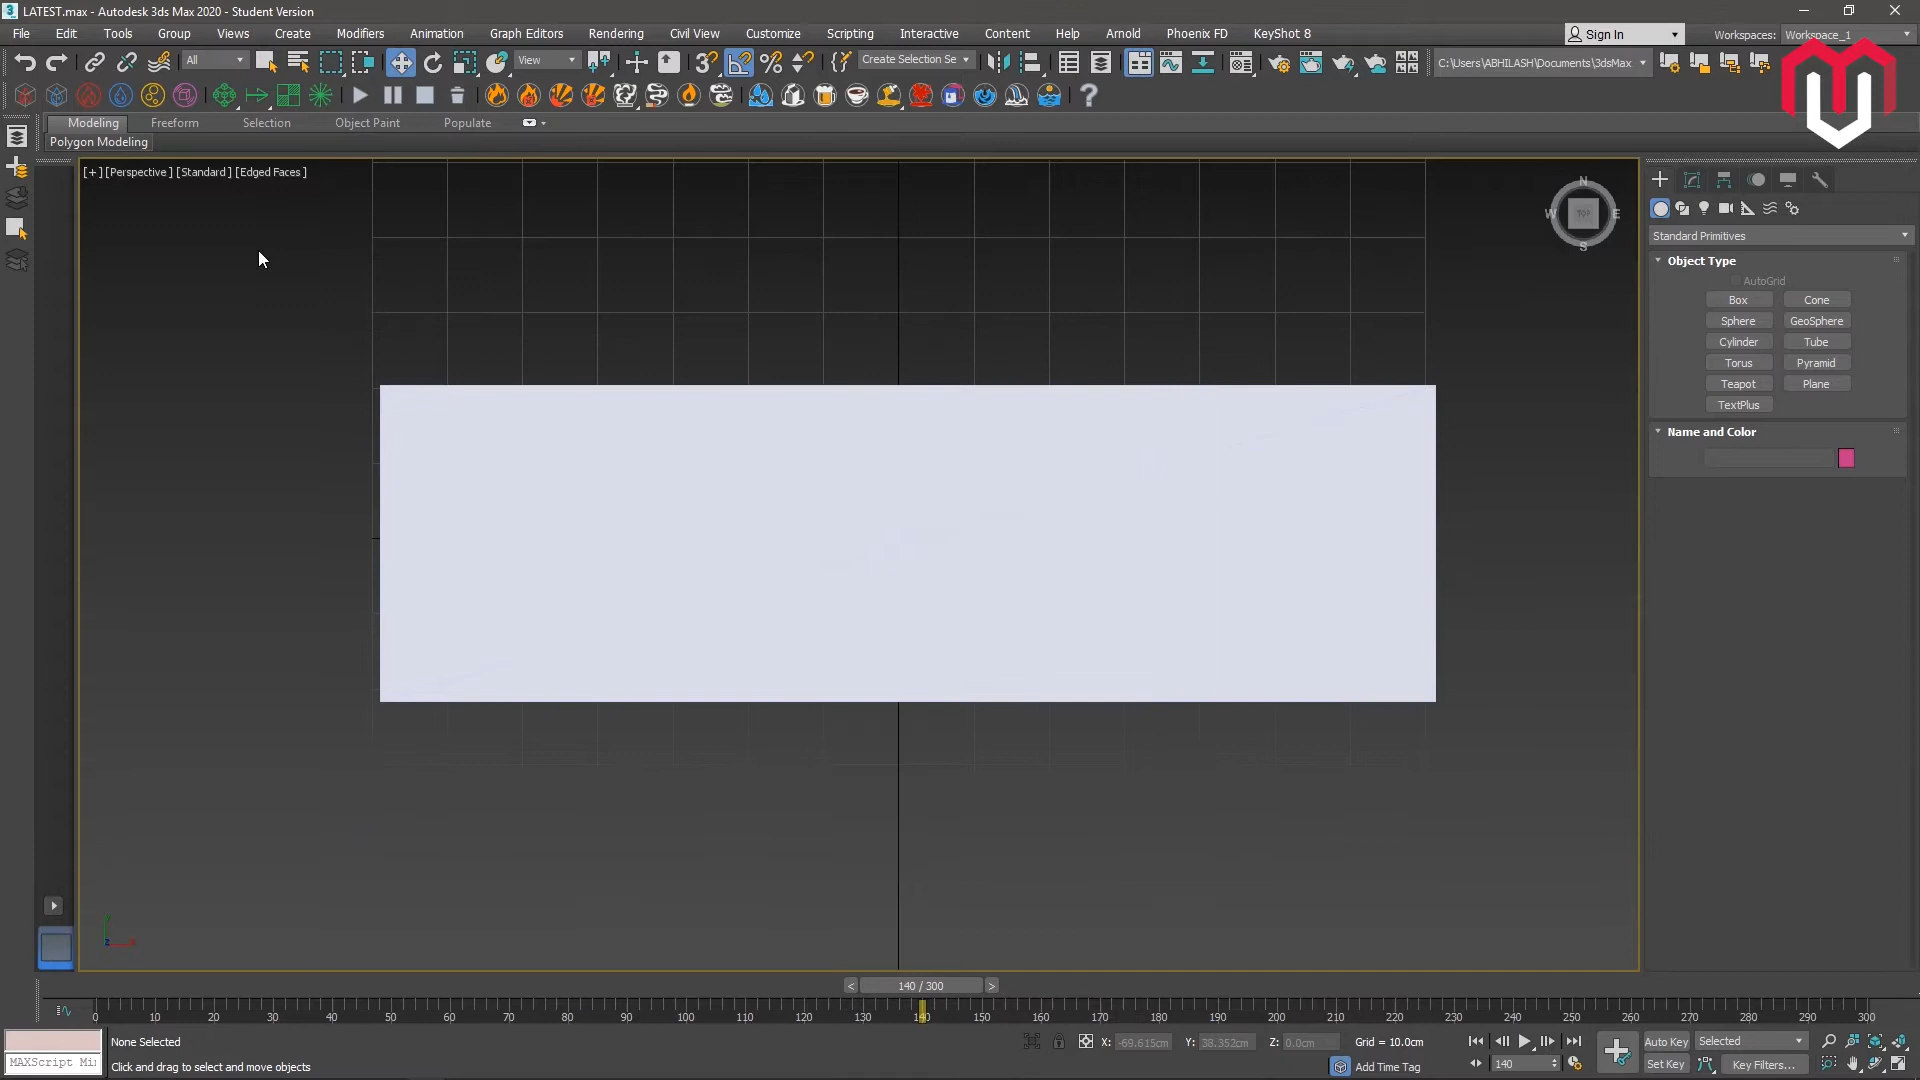 LATEST.max - Autodesk 3ds Max 2020 - Student Version
File Edit Tools Group Views Create Modifiers Animation Graph Editors Rendering Civil View Customize Scripting Interactive Content Help Arnold Phoenix FD KeyShot 8 Sign In Workspaces: Workspace_1
All View Create Selection Se C:\Users\ABHILASH\Documents\3dsMax
Modeling Freeform Selection Object Paint Populate
Polygon Modeling
[+] [Perspective ] [Standard ] [Edged Faces ]
N
W TOP E
S
Standard Primitives
Object Type
AutoGrid
Box Cone
Sphere GeoSphere
Cylinder Tube
Torus Pyramid
Teapot Plane
TextPlus
Name and Color
y
z x
< 140 / 300 >
0 10 20 30 40 50 60 70 80 90 100 110 120 130 140 150 160 170 180 190 200 210 220 230 240 250 260 270 280 290 300
None Selected X: -69.615cm Y: 38.352cm Z: 0.0cm Grid = 10.0cm Auto Key Selected
MAXScript Mi Click and drag to select and move objects Add Time Tag 140 Set Key Key Filters...